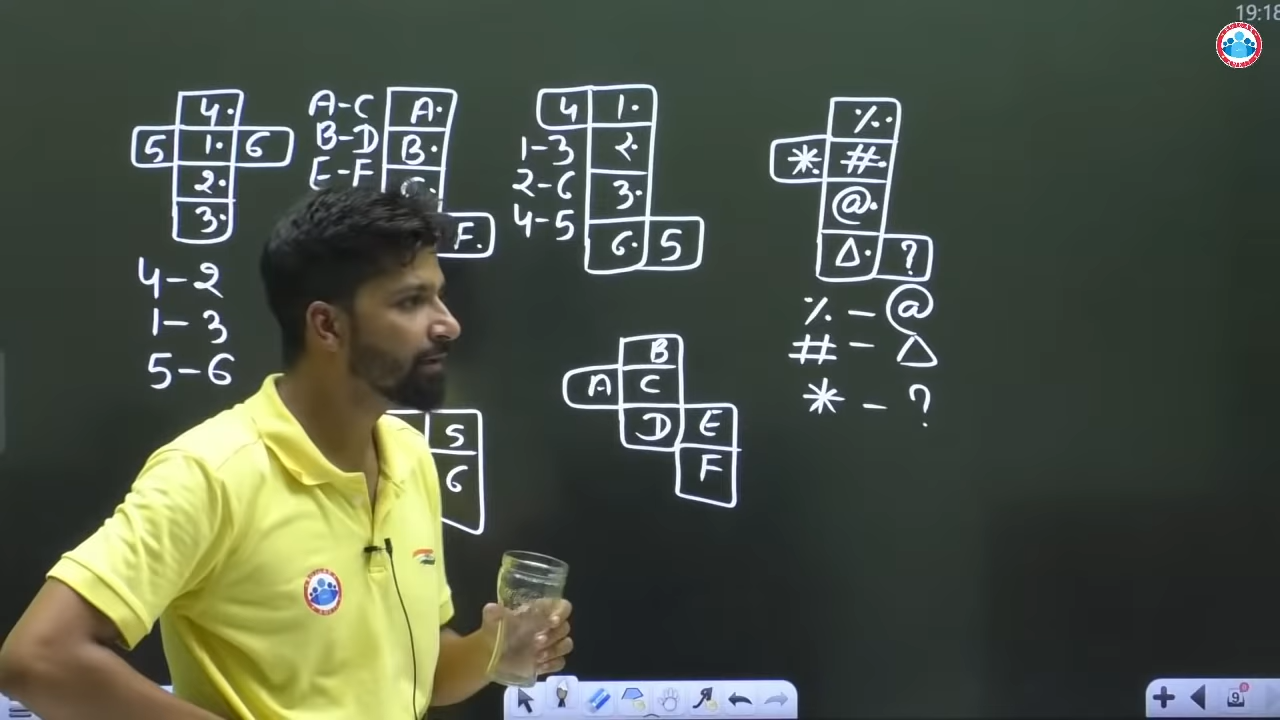 19:18
4.
5 1. 6
2.
3.
4-2
1-3
5-6
A-C
B-D
E-F
A.
B.
C.
F.
4 1.
2.
3.
6. 5
1-3
2-6
4-5
%.
*. #.
@.
Δ. ?
% - @
# - Δ
* - ?
5
6
B
A C
D E
F
9